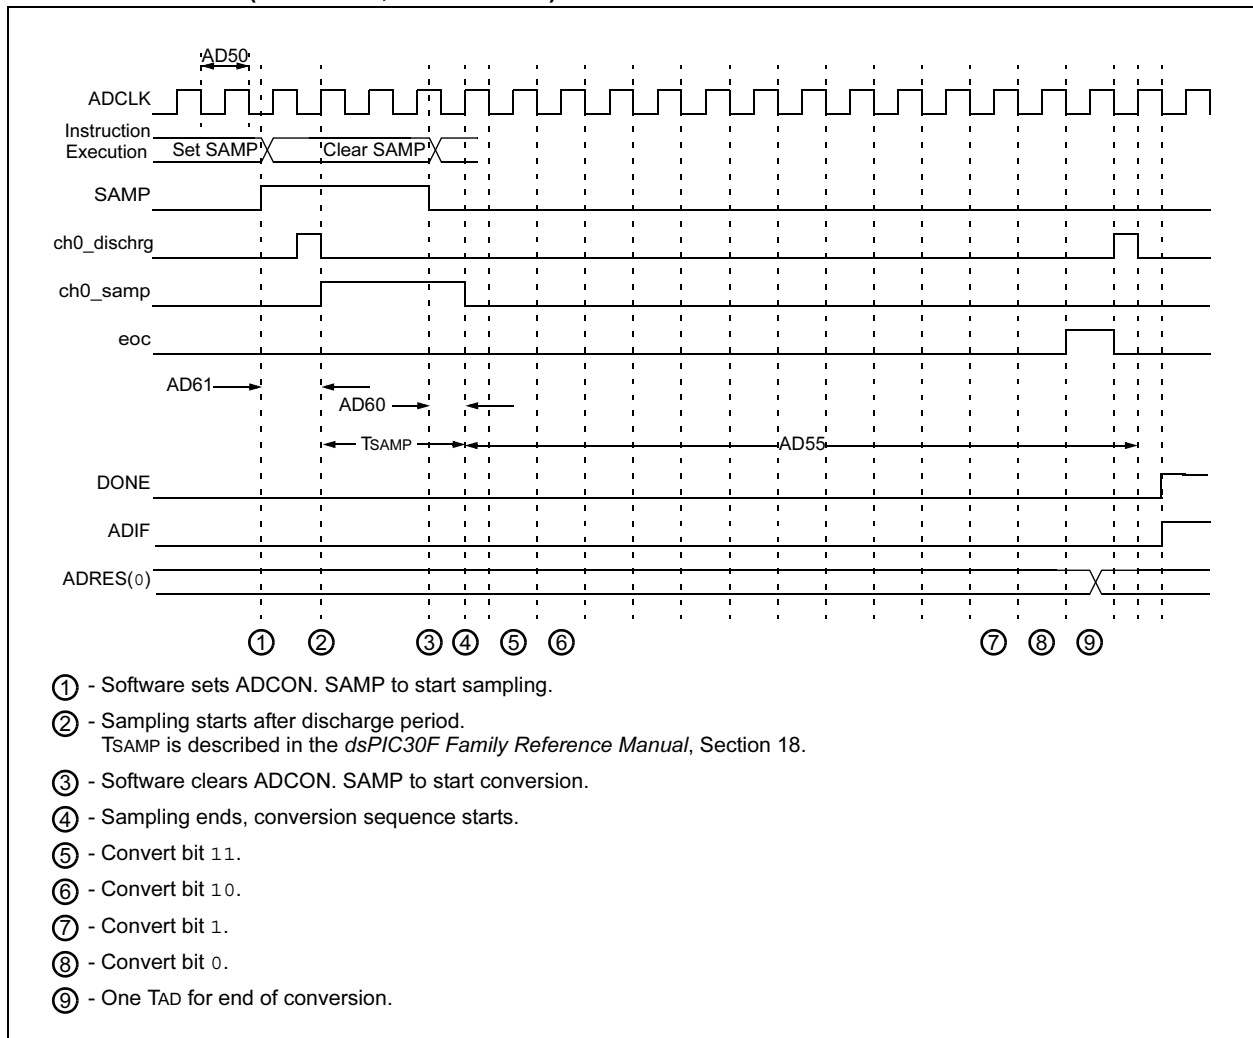 AD50
ADCLK
Instruction
Execution
Set SAMP
Clear SAMP
SAMP
ch0_dischrg
ch0_samp
eoc
AD61
AD60
TSAMP
AD55
DONE
ADIF
ADRES(0)
1 2 3 4 5 6 7 8 9
1 - Software sets ADCON. SAMP to start sampling.
2 - Sampling starts after discharge period.
TSAMP is described in the dsPIC30F Family Reference Manual, Section 18.
3 - Software clears ADCON. SAMP to start conversion.
4 - Sampling ends, conversion sequence starts.
5 - Convert bit 11.
6 - Convert bit 10.
7 - Convert bit 1.
8 - Convert bit 0.
9 - One TAD for end of conversion.